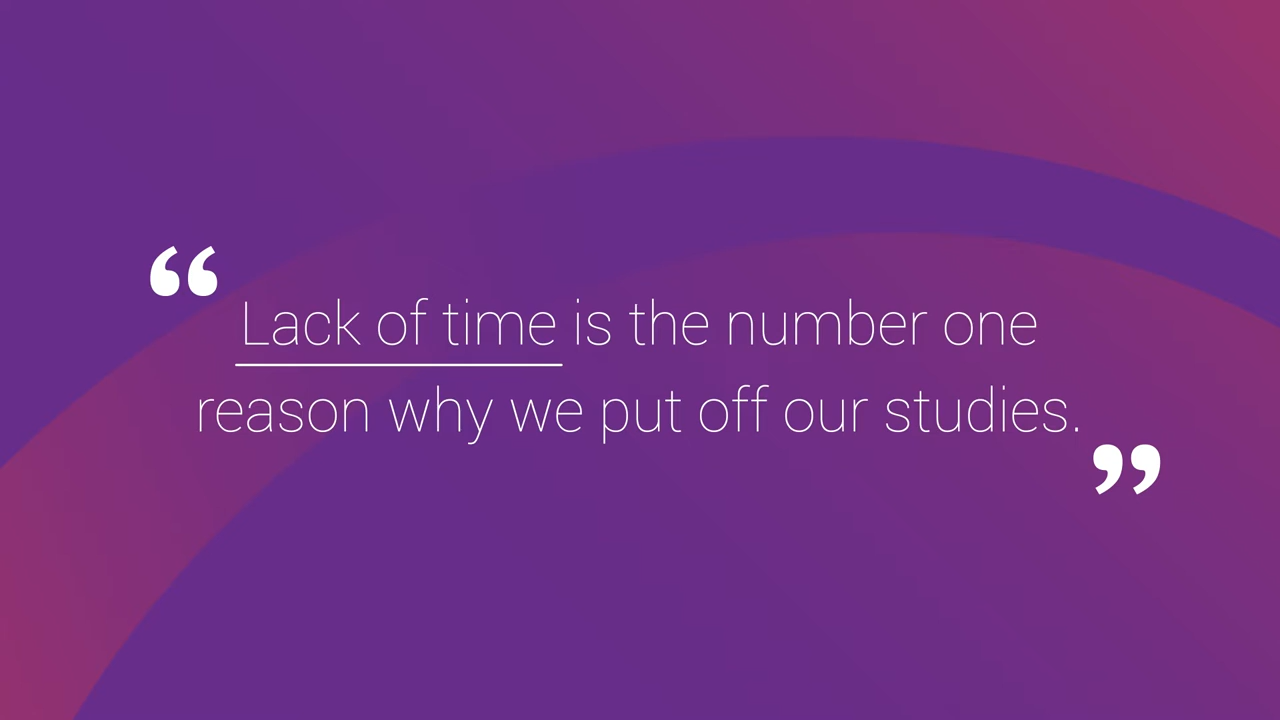 “Lack of time is the number one
reason why we put off our studies.”